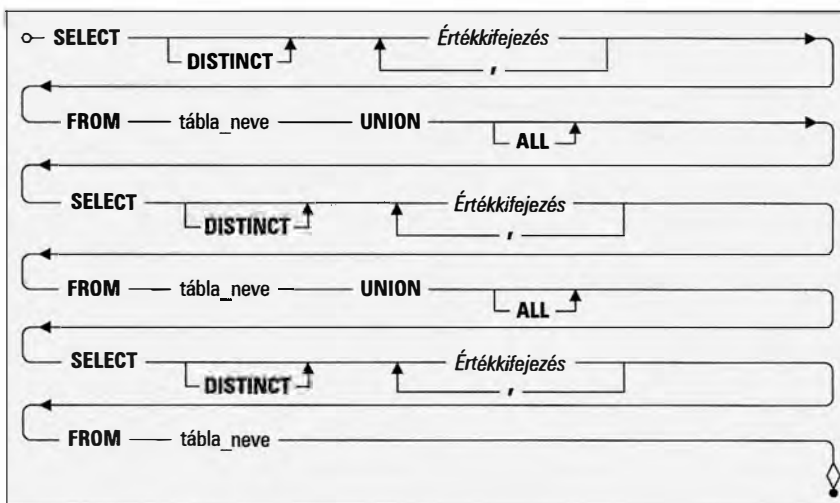 SELECT Értékkifejezés
DISTINCT ,
FROM tábla_neve UNION
ALL
SELECT Értékkifejezés
DISTINCT ,
FROM tábla_neve UNION
ALL
SELECT Értékkifejezés
DISTINCT ,
FROM tábla_neve